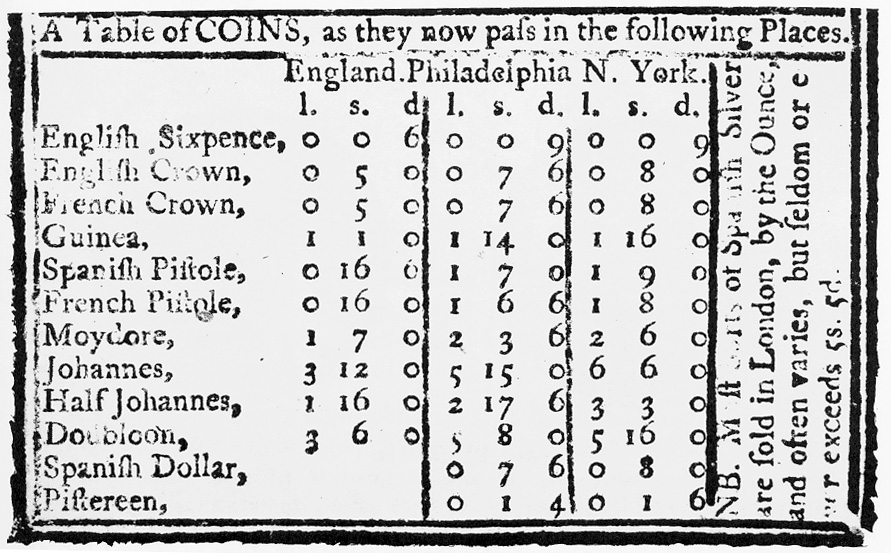 A Table of COINS, as they now paſs in the following Places.
England. Philadelphia N. York.
l. s. d. l. s. d. l. s. d.
Engliſh Sixpence, 0 0 6 0 0 9 0 0 9
Engliſh Crown, 0 5 0 0 7 6 0 8 0
French Crown, 0 5 0 0 7 6 0 8 0
Guinea, 1 1 0 1 14 0 1 16 0
Spaniſh Piſtole, 0 16 6 1 7 0 1 9 0
French Piſtole, 0 16 0 1 6 6 1 8 0
Moydore, 1 7 0 2 3 6 2 6 0
Johannes, 3 12 0 5 15 0 6 6 0
Half Johannes, 1 16 0 2 17 6 3 3 0
Doubloon, 3 6 0 5 8 0 5 16 0
Spaniſh Dollar, 0 7 6 0 8 0
Piſtereen, 0 1 4 0 1 6
NB. of Spaniſh Silver
are ſold in London, by the Ounce,
and often varies, but ſeldom or e
ver exceeds 5s. 5d.